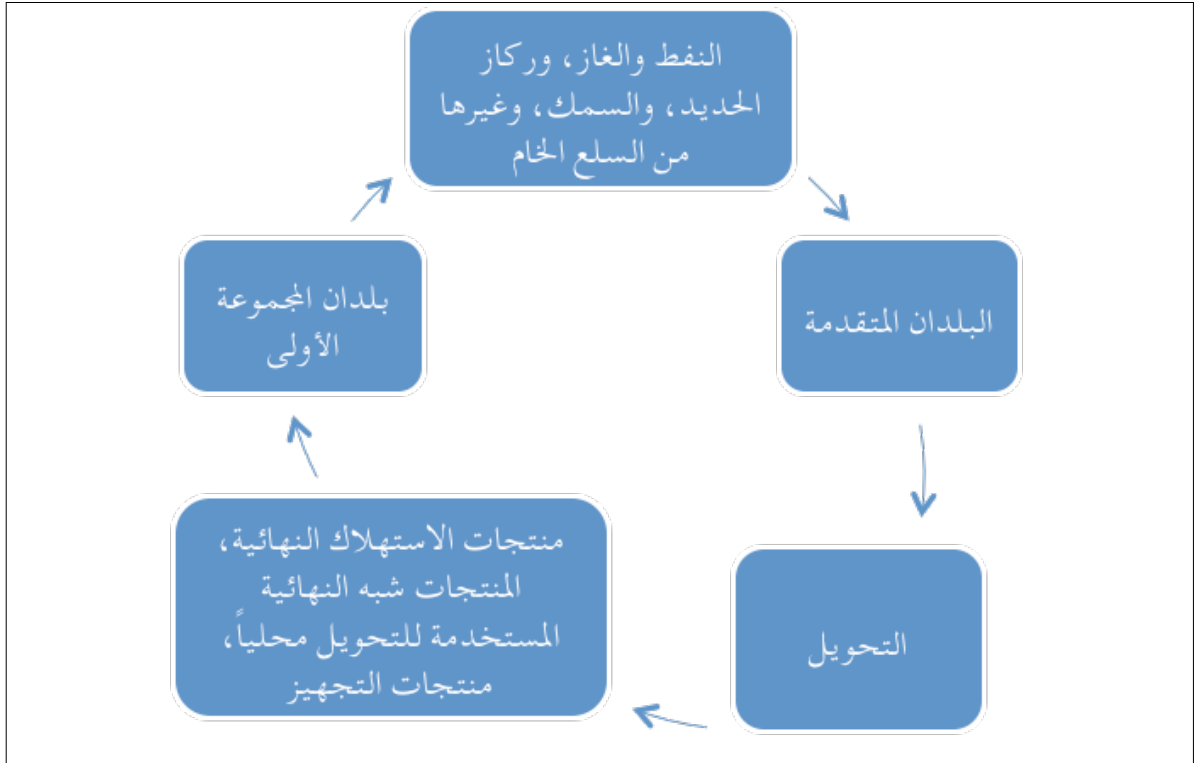 النفط والغاز، وركاز
الحديد، والسمك، وغيرها
من السلع الخام
البلدان المتقدمة
التحويل
منتجات الاستهلاك النهائية،
المنتجات شبه النهائية
المستخدمة للتحويل محلياً،
منتجات التجهيز
بلدان المجموعة
الأولى